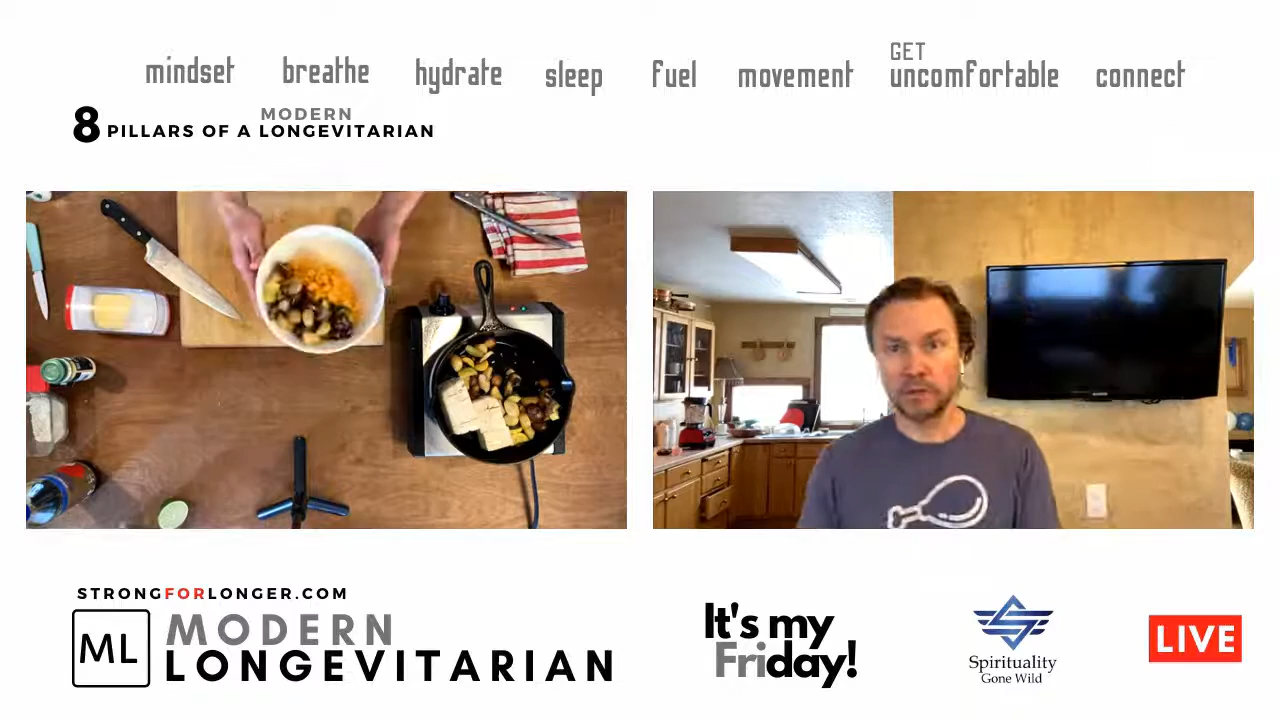 mindset breathe hydrate sleep fuel movement GET uncomfortable connect
MODERN
8 PILLARS OF A LONGEVITARIAN
STRONGFORLONGER.COM
ML
MODERN
LONGEVITARIAN
It's my
Friday!
Spirituality
Gone Wild
LIVE